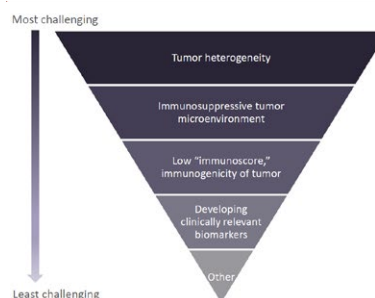 Most challenging
Tumor heterogeneity
Immunosuppressive tumor
microenvironment
Low "immunoscore,"
immunogenicity of tumor
Developing
clinically relevant
biomarkers
Other
Least challenging